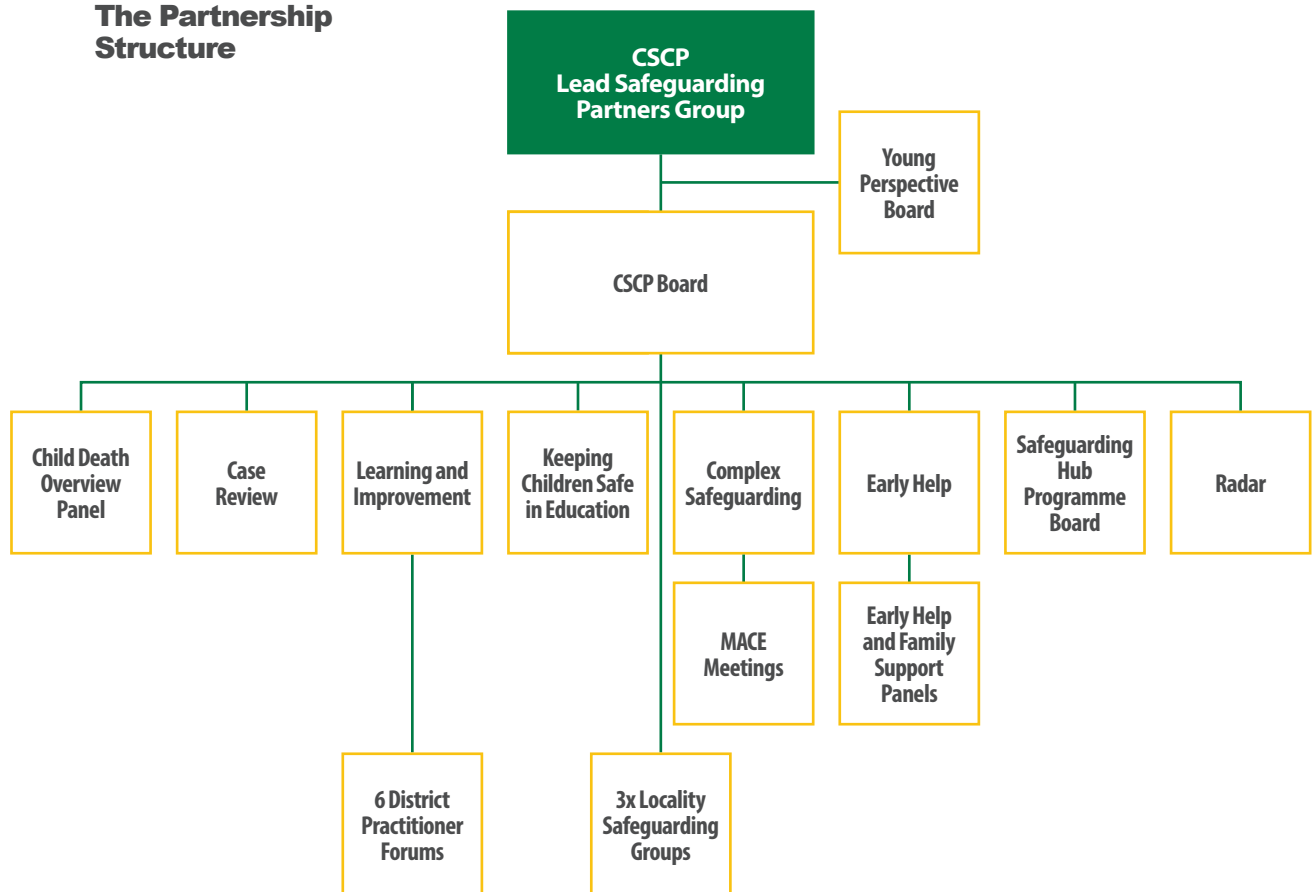 The Partnership
Structure
CSCP
Lead Safeguarding
Partners Group
Young
Perspective
Board
CSCP Board
Child Death
Overview
Panel
Case
Review
Learning and
Improvement
Keeping
Children Safe
in Education
Complex
Safeguarding
Early Help
Safeguarding
Hub
Programme
Board
Radar
MACE
Meetings
Early Help
and Family
Support
Panels
6 District
Practitioner
Forums
3x Locality
Safeguarding
Groups